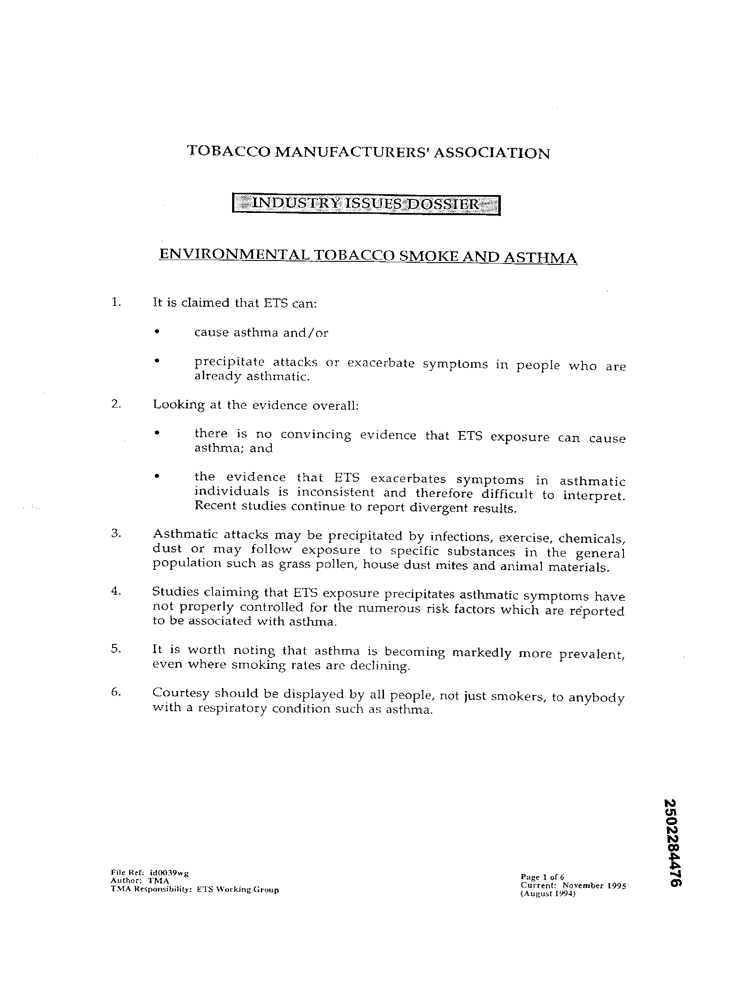 TOBACCO MANUFACTURERS' ASSOCIATION
INDUSTRY ISSUES DOSSIER
ENVIRONMENTAL TOBACCO SMOKE AND ASTHMA
1. It is claimed that ETS can:
• cause asthma and/or
• precipitate attacks or exacerbate symptoms in people who are
already asthmatic.
2. Looking at the evidence overall:
• there is no convincing evidence that ETS exposure can cause
asthma; and
• the evidence that ETS exacerbates symptoms in asthmatic
individuals is inconsistent and therefore difficult to interpret.
Recent studies continue to report divergent results.
3. Asthmatic attacks may be precipitated by infections, exercise, chemicals,
dust or may follow exposure to specific substances in the general
population such as grass pollen, house dust mites and animal materials.
4. Studies claiming that ETS exposure precipitates asthmatic symptoms have
not properly controlled for the numerous risk factors which are reported
to be associated with asthma.
5. It is worth noting that asthma is becoming markedly more prevalent,
even where smoking rates are declining.
6. Courtesy should be displayed by all people, not just smokers, to anybody
with a respiratory condition such as asthma.
2502284476
File Ref: id0039wg
Author: TMA
TMA Responsibility: ETS Working Group
Page 1 of 6
Current: November 1995
(August 1994)